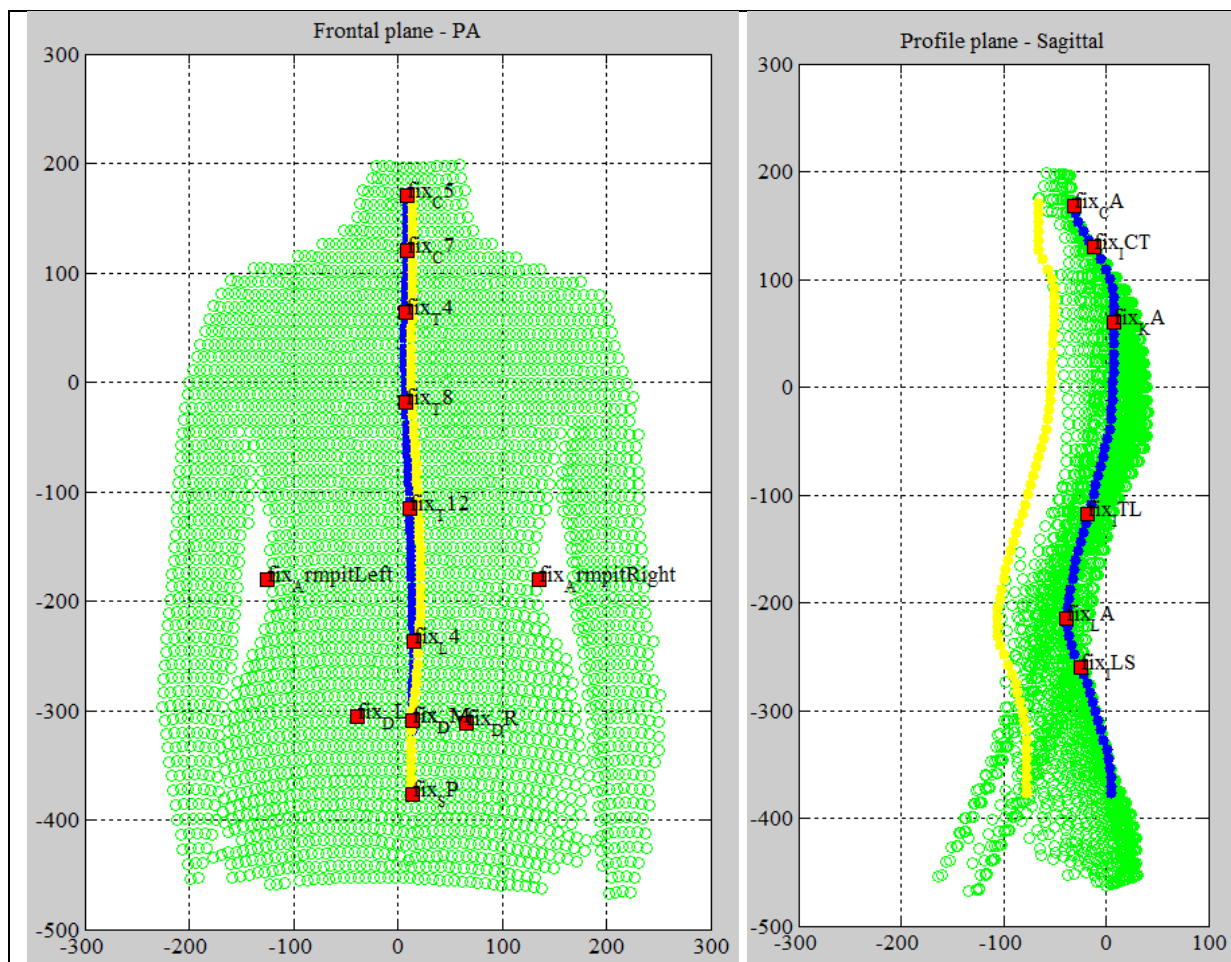 Frontal plane - PA
300
200
100
0
-100
-200
-300
-400
-500
-300
-200
-100
0
100
200
300
fix_C5
fix_C7
fix_T4
fix_T8
fix_T12
fix_ArmpitLeft
fix_ArmpitRight
fix_L4
fix_DL
fix_DM
fix_DR
fix_SP
Profile plane - Sagittal
300
200
100
0
-100
-200
-300
-400
-500
-300
-200
-100
0
100
fix_CA
fix_ICT
fix_KA
fix_ITL
fix_LA
fix_ILS